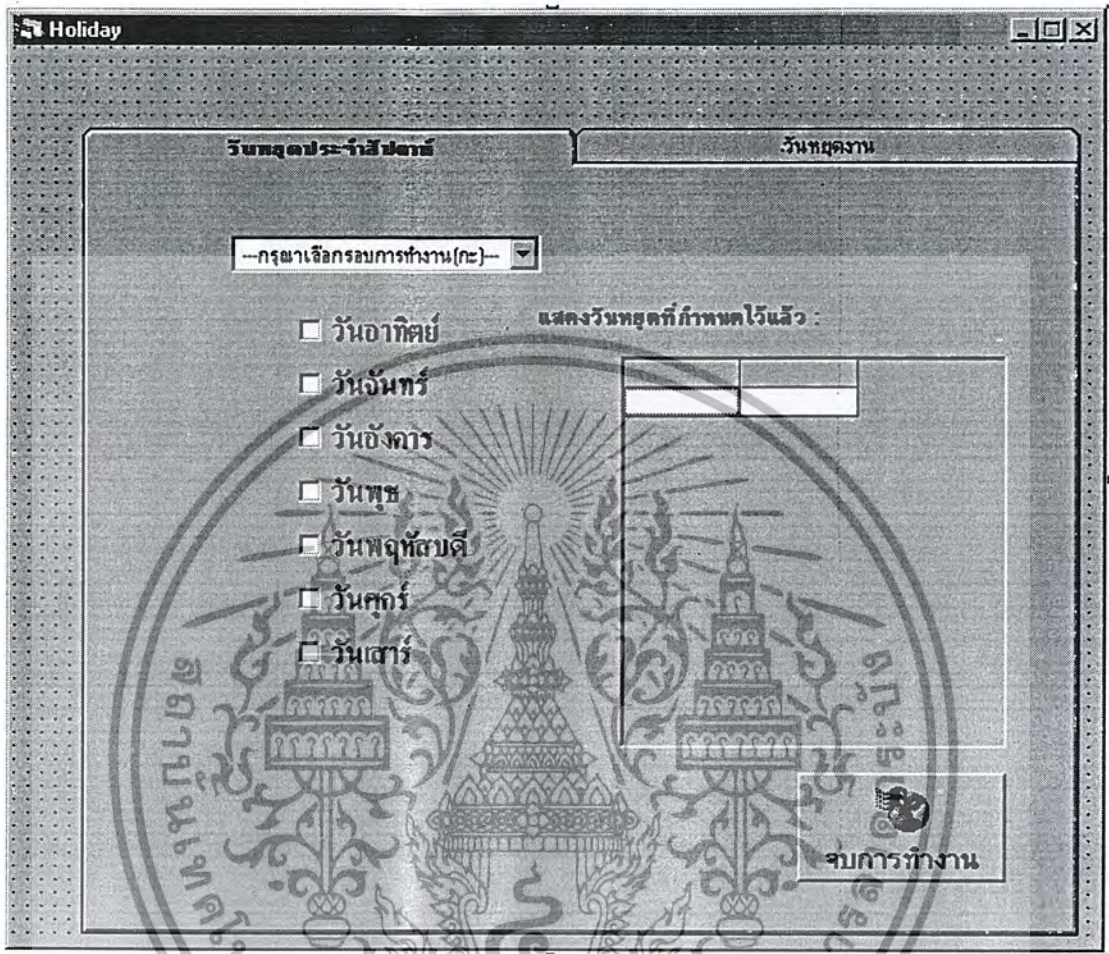 Holiday
วันหยุดประจำสัปดาห์
วันหยุดงาน
---กรุณาเลือกรอบการทำงาน(กะ)---
แสดงวันหยุดที่กำหนดไว้แล้ว :
วันอาทิตย์
วันจันทร์
วันอังคาร
วันพุธ
วันพฤหัสบดี
วันศุกร์
วันเสาร์
จบการทำงาน